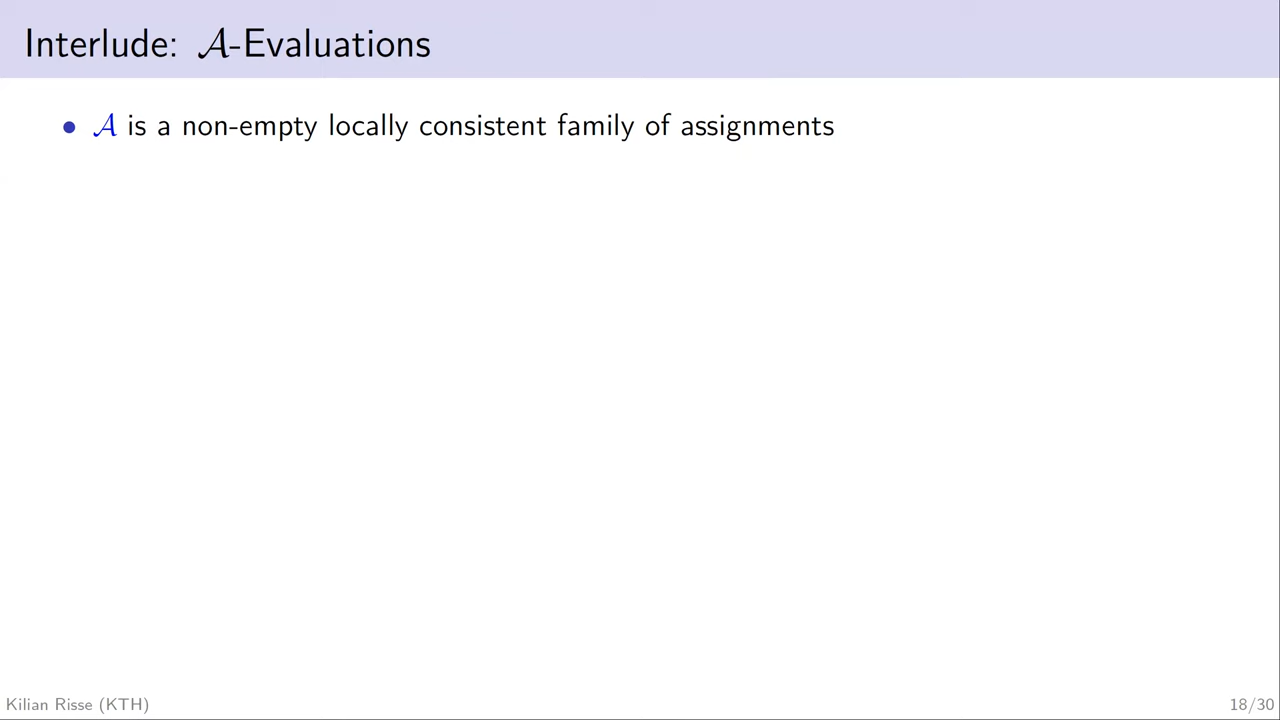 Interlude: 𝒜-Evaluations
• 𝒜 is a non-empty locally consistent family of assignments
Kilian Risse (KTH)
18/30